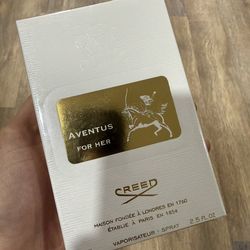 AVENTUS
FOR HER
CREED
MAISON FONDÉE À LONDRES EN 1760
ÉTABLIE À PARIS EN 1854
VAPORISATEUR - SPRAY 2.5 FL.OZ